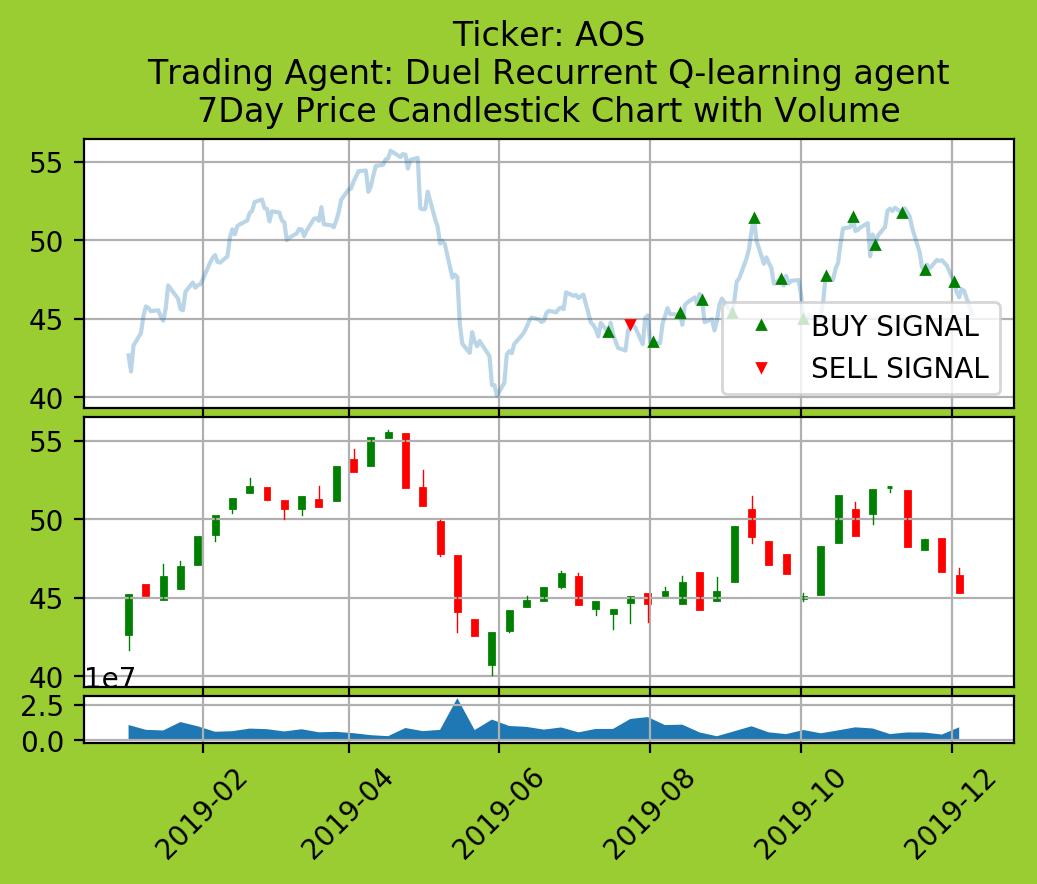 Ticker: AOS
Trading Agent: Duel Recurrent Q-learning agent
7Day Price Candlestick Chart with Volume
55
50
45
40
BUY SIGNAL
SELL SIGNAL
55
50
45
40
1e7
2.5
0.0
2019-02
2019-04
2019-06
2019-08
2019-10
2019-12